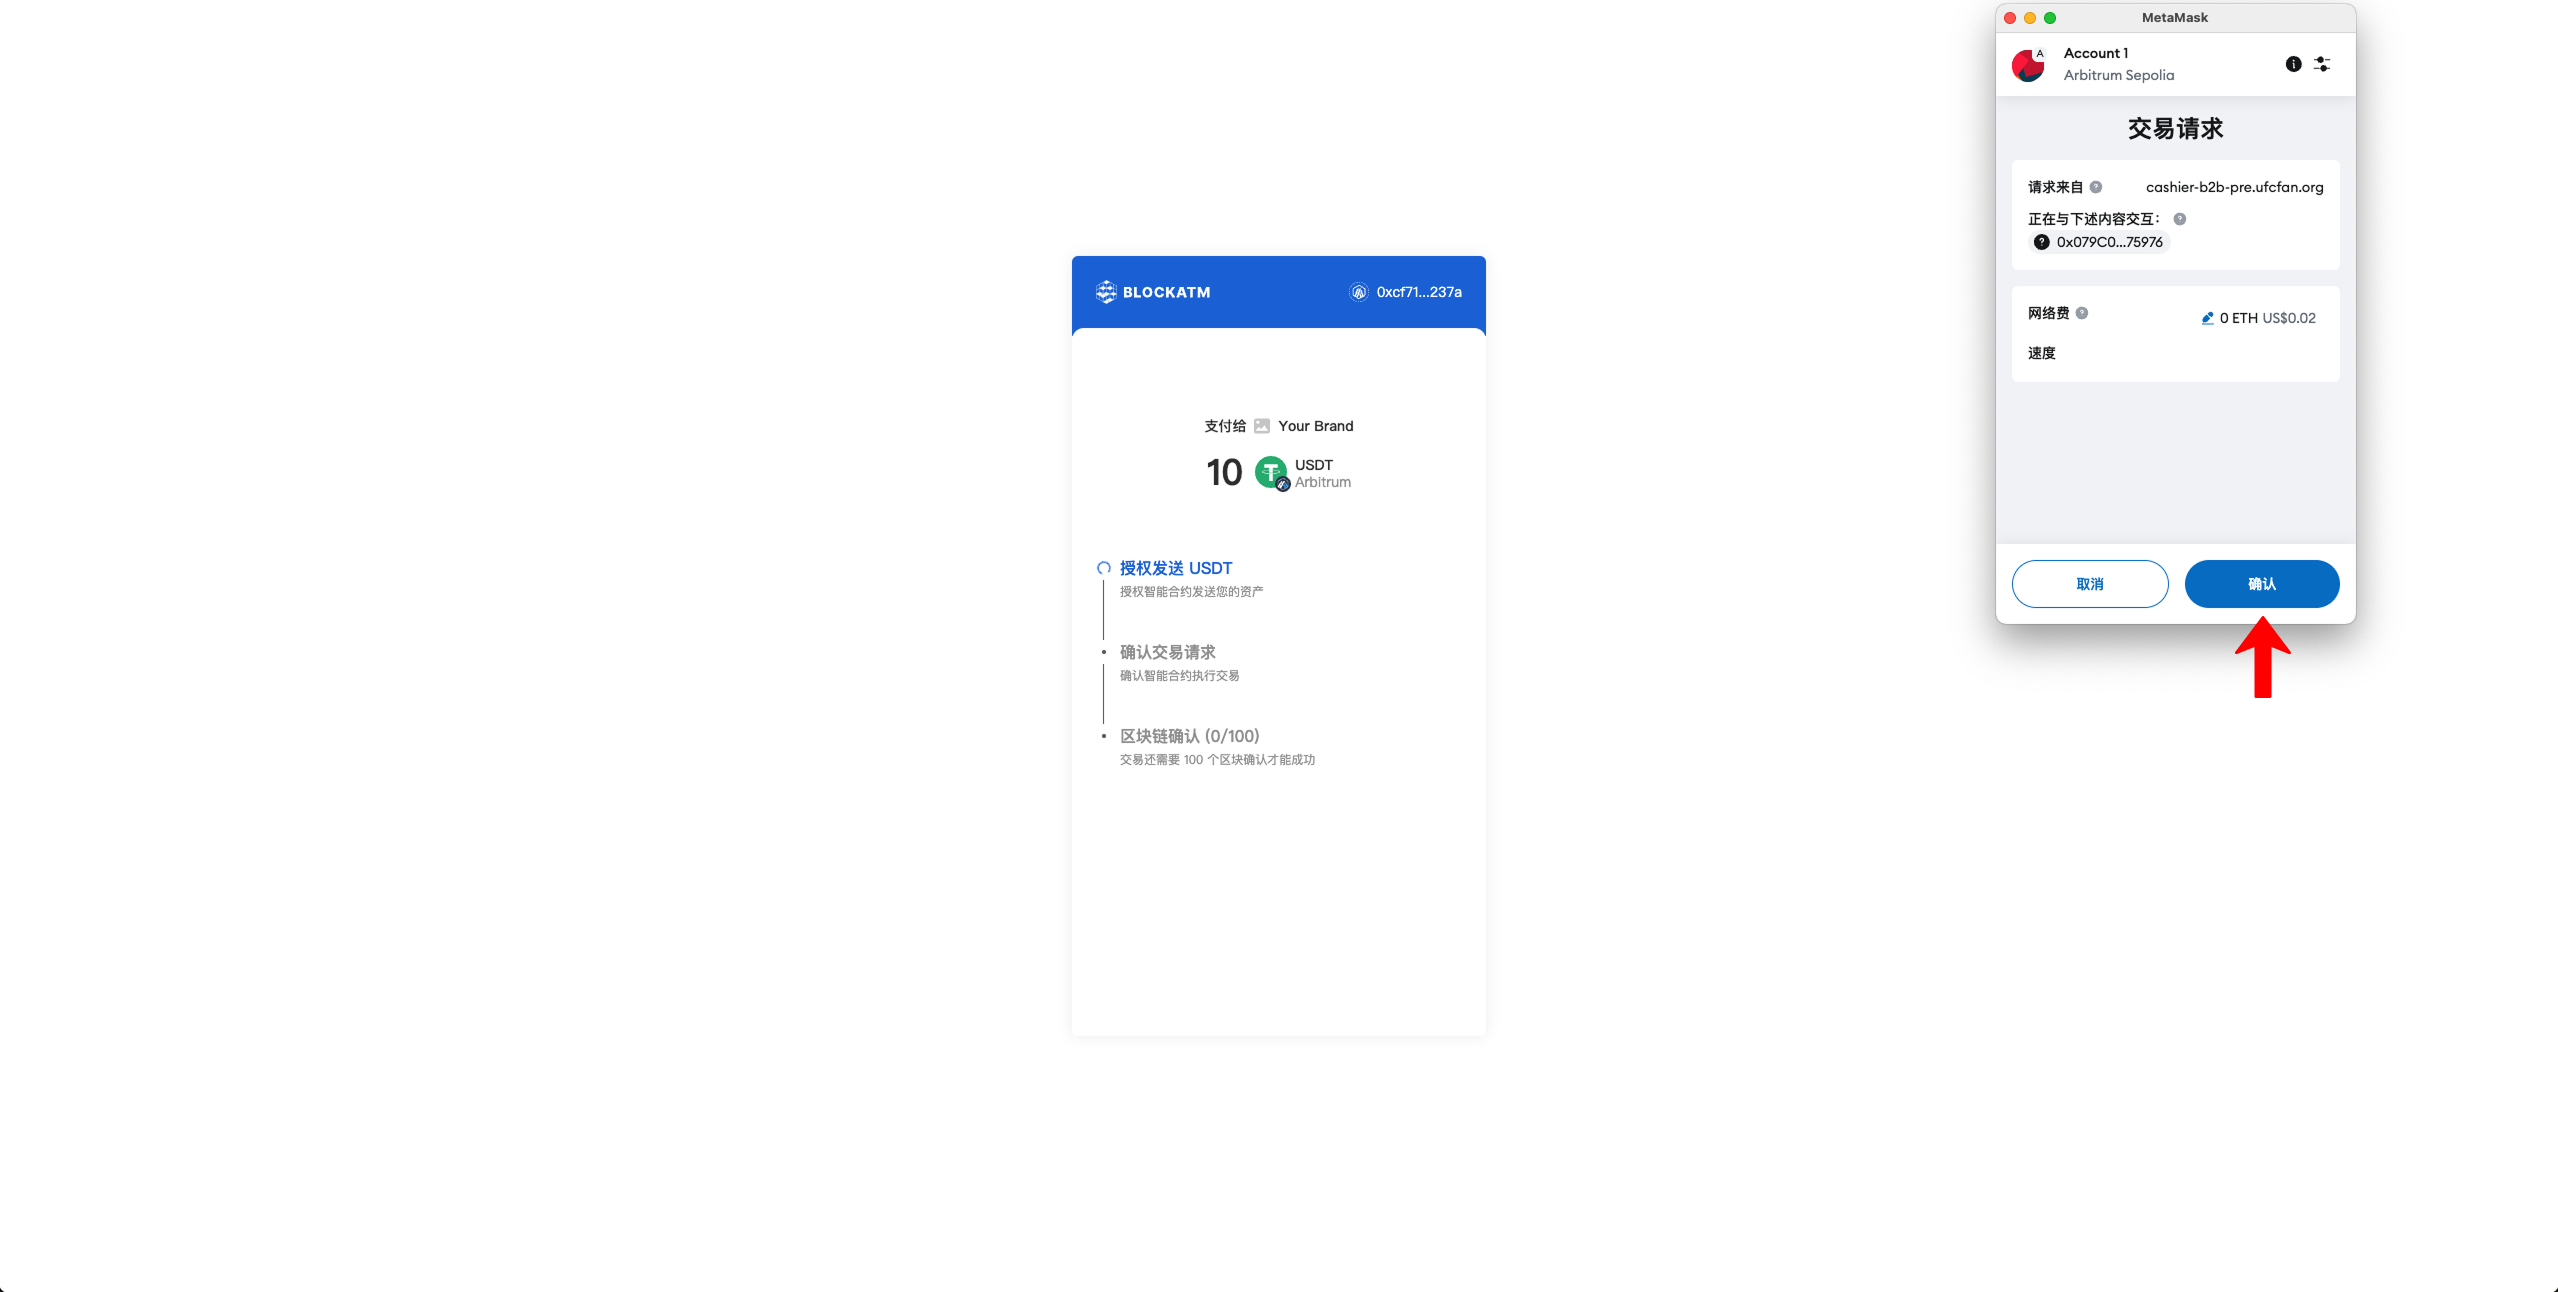 BLOCKATM
0xcf71...237a
支付给 Your Brand
10
USDT
Arbitrum
授权发送 USDT
授权智能合约发送您的资产
确认交易请求
确认智能合约执行交易
区块链确认 (0/100)
交易还需要 100 个区块确认才能成功
MetaMask
A
Account 1
Arbitrum Sepolia
交易请求
请求来自 cashier-b2b-pre.ufcfan.org
正在与下述内容交互：
0x079C0...75976
网络费 0 ETH US$0.02
速度
取消 确认